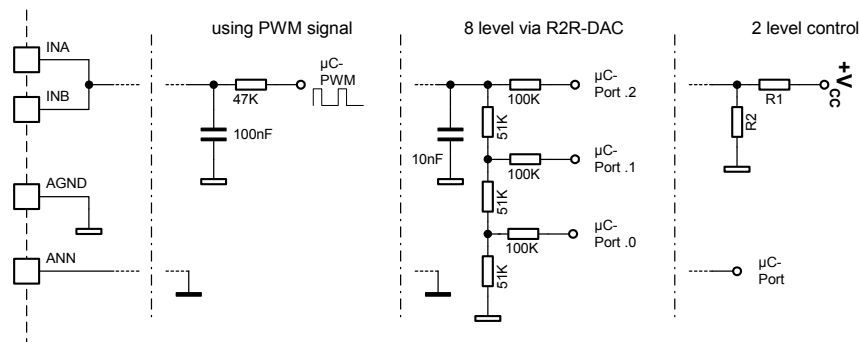 using PWM signal
8 level via R2R-DAC
2 level control
INA
INB
AGND
ANN
µC-
PWM
47K
100nF
µC-
Port .2
100K
51K
10nF
µC-
Port .1
100K
51K
µC-
Port .0
100K
51K
+VCC
R1
R2
µC-
Port